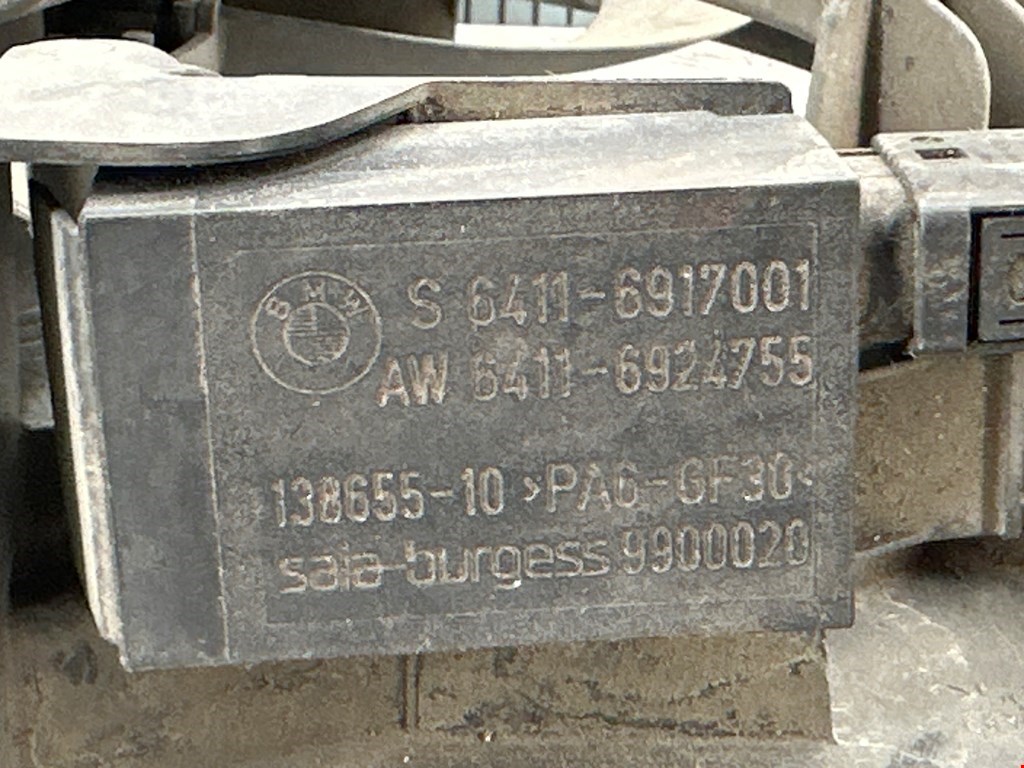 BMW
S 6411-6917001
AW 6411-6924755
138655-10 >PA6-GF30<
saia-burgess 9900020